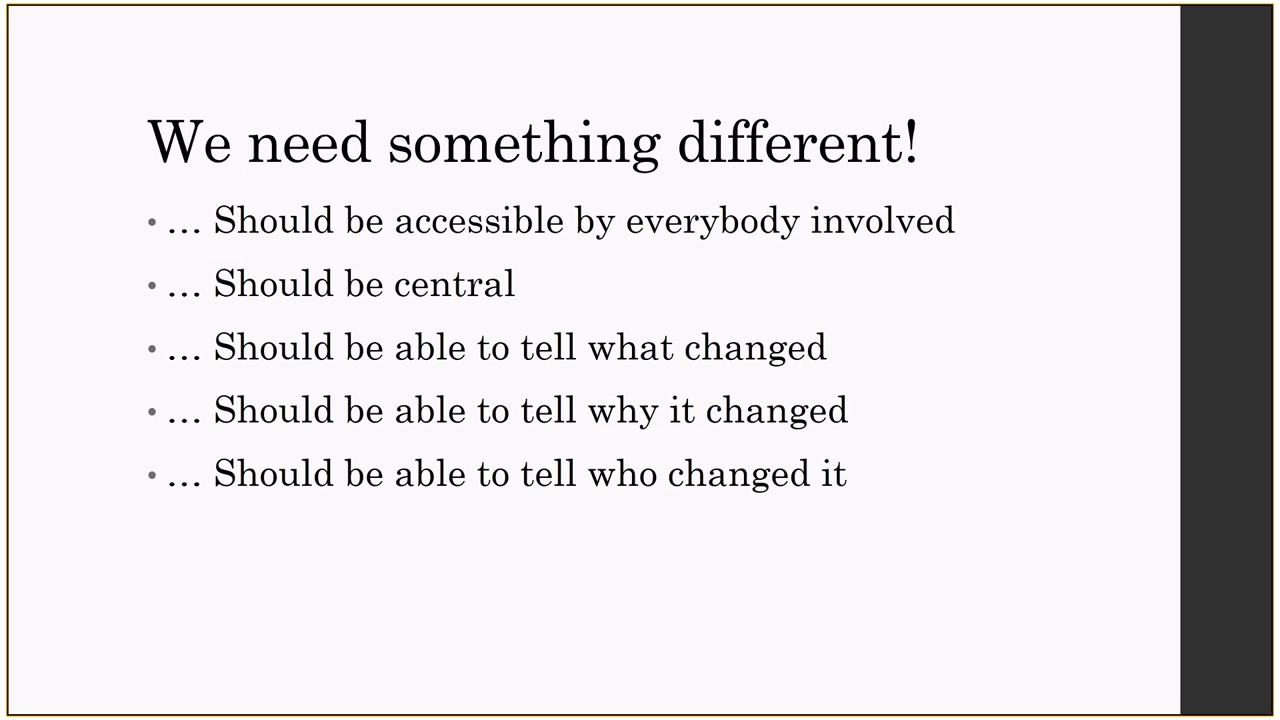 We need something different!
• … Should be accessible by everybody involved
• … Should be central
• … Should be able to tell what changed
• … Should be able to tell why it changed
• … Should be able to tell who changed it